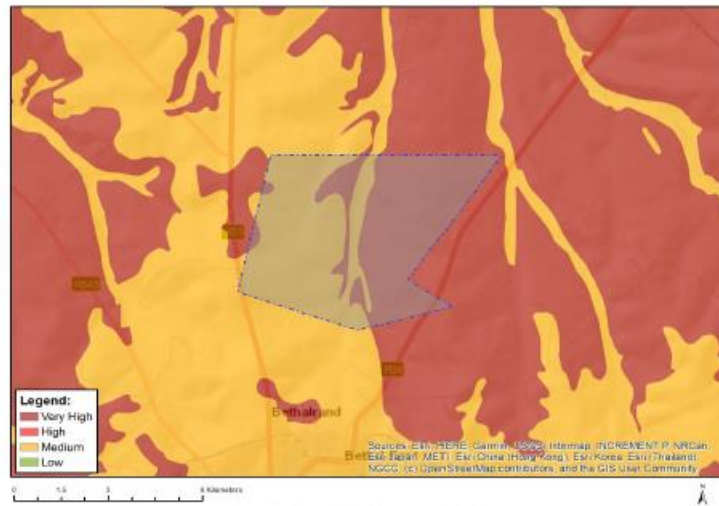 Legend:
Very High
High
Medium
Low
Bethalrand
Sources: Esri, HERE, Garmin, USGS, Intermap, INCREMENT P, NRCan,
Esri Japan, METI, Esri China (Hong Kong), Esri Korea, Esri (Thailand),
NGCC, (c) OpenStreetMap contributors, and the GIS User Community
0 1.5 3 6 Kilometers
N